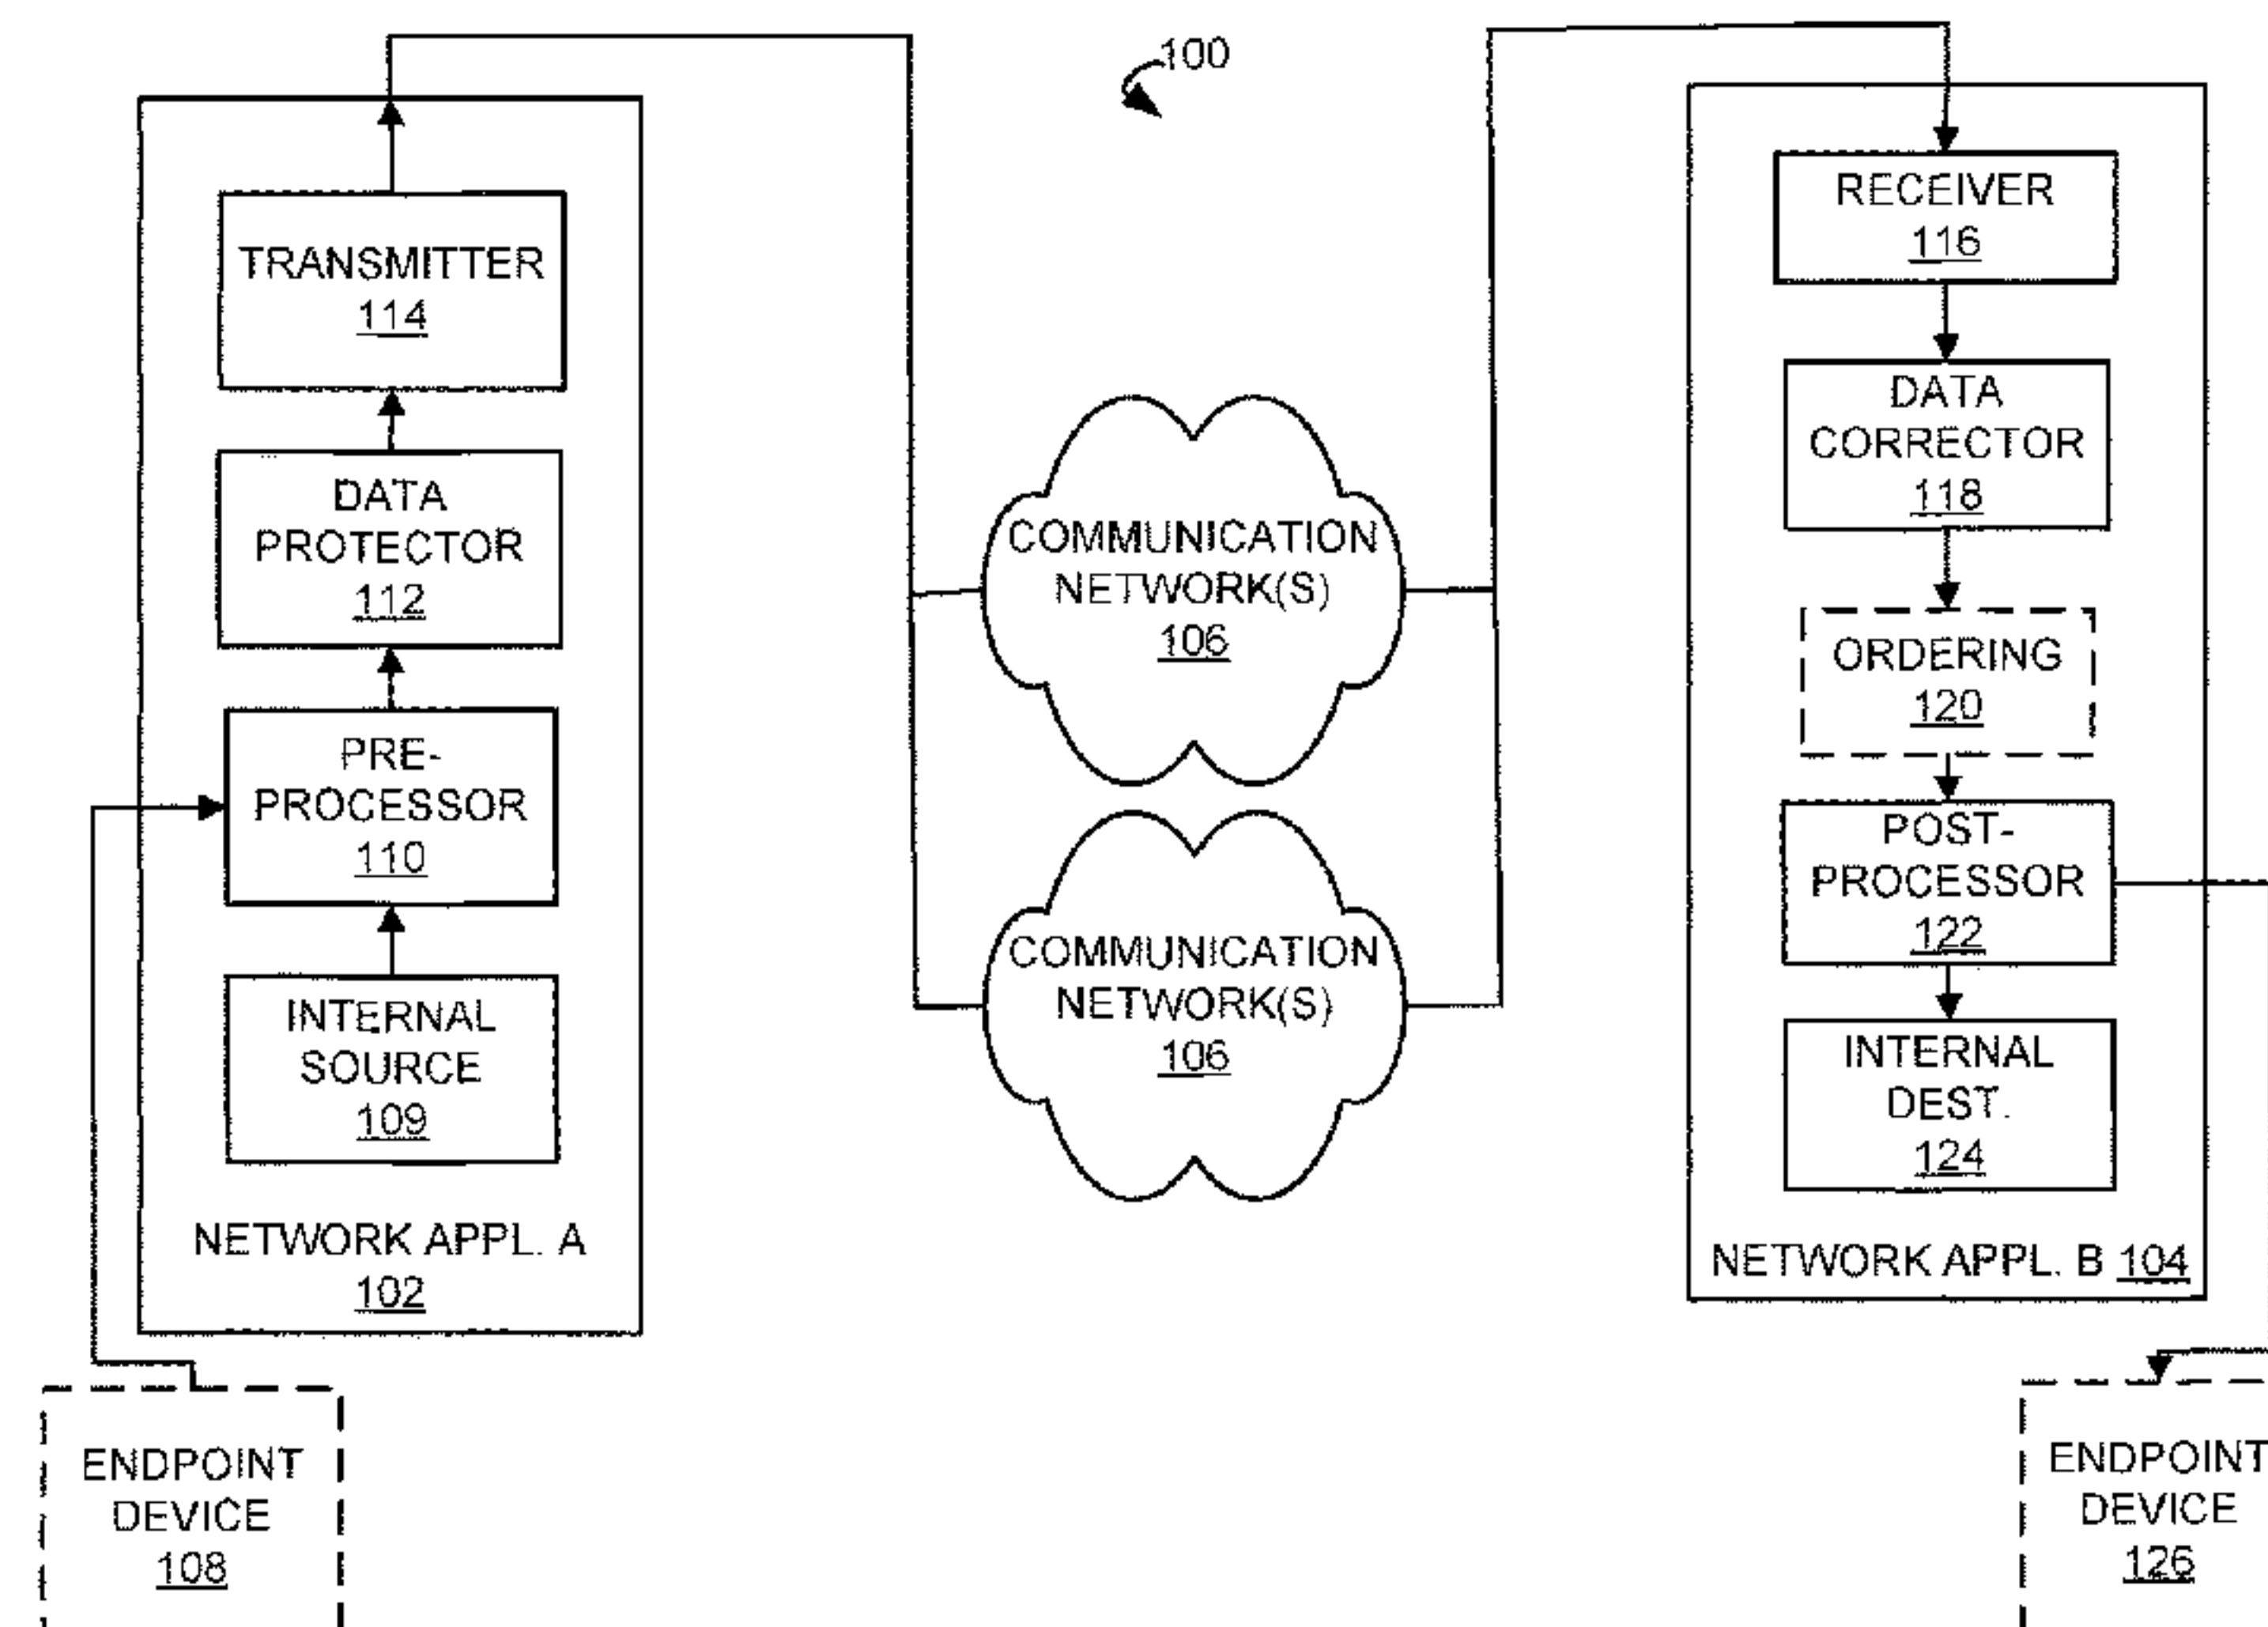 100
TRANSMITTER
114
DATA
PROTECTOR
112
PRE-
PROCESSOR
110
INTERNAL
SOURCE
109
NETWORK APPL. A
102
ENDPOINT
DEVICE
108
COMMUNICATION
NETWORK(S)
106
COMMUNICATION
NETWORK(S)
106
RECEIVER
116
DATA
CORRECTOR
118
ORDERING
120
POST-
PROCESSOR
122
INTERNAL
DEST.
124
NETWORK APPL. B 104
ENDPOINT
DEVICE
126